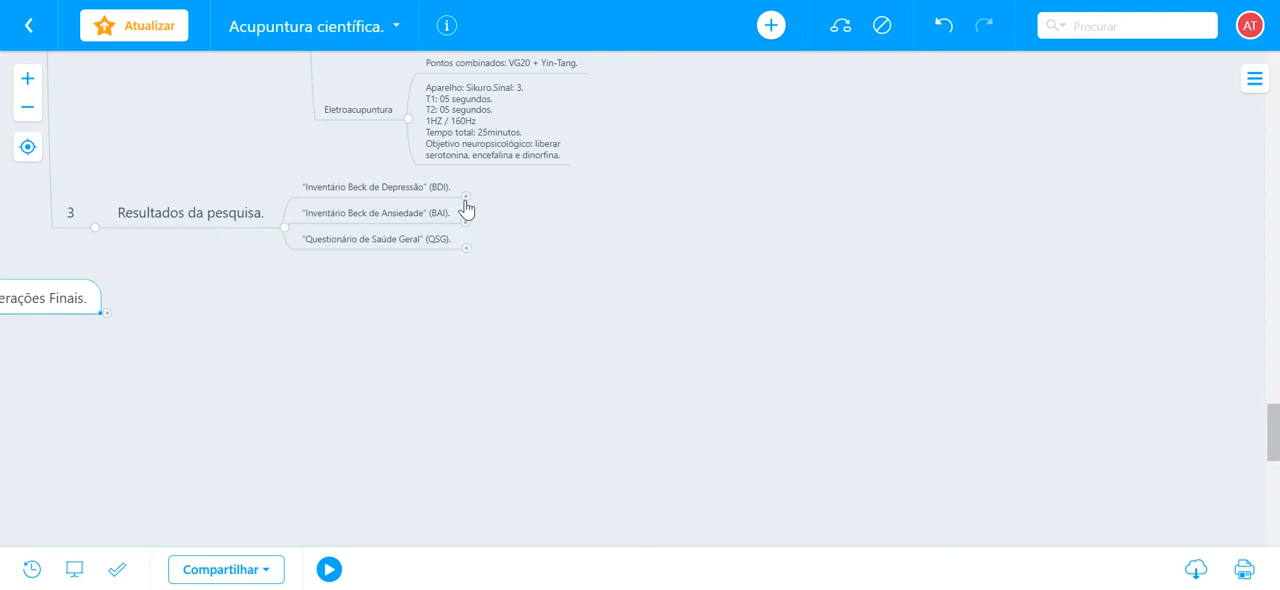 Atualizar
Acupuntura científica.
Procurar
AT
Pontos combinados: VG20 + Yin-Tang.
Eletroacupuntura
Aparelho: Sikuro.Sinal: 3.
T1: 05 segundos.
T2: 05 segundos.
1HZ / 160Hz
Tempo total: 25minutos.
Objetivo neuropsicológico: liberar
serotonina, encefalina e dinorfina.
3
Resultados da pesquisa.
"Inventário Beck de Depressão" (BDI).
"Inventário Beck de Ansiedade" (BAI).
"Questionário de Saúde Geral" (QSG).
erações Finais.
Compartilhar